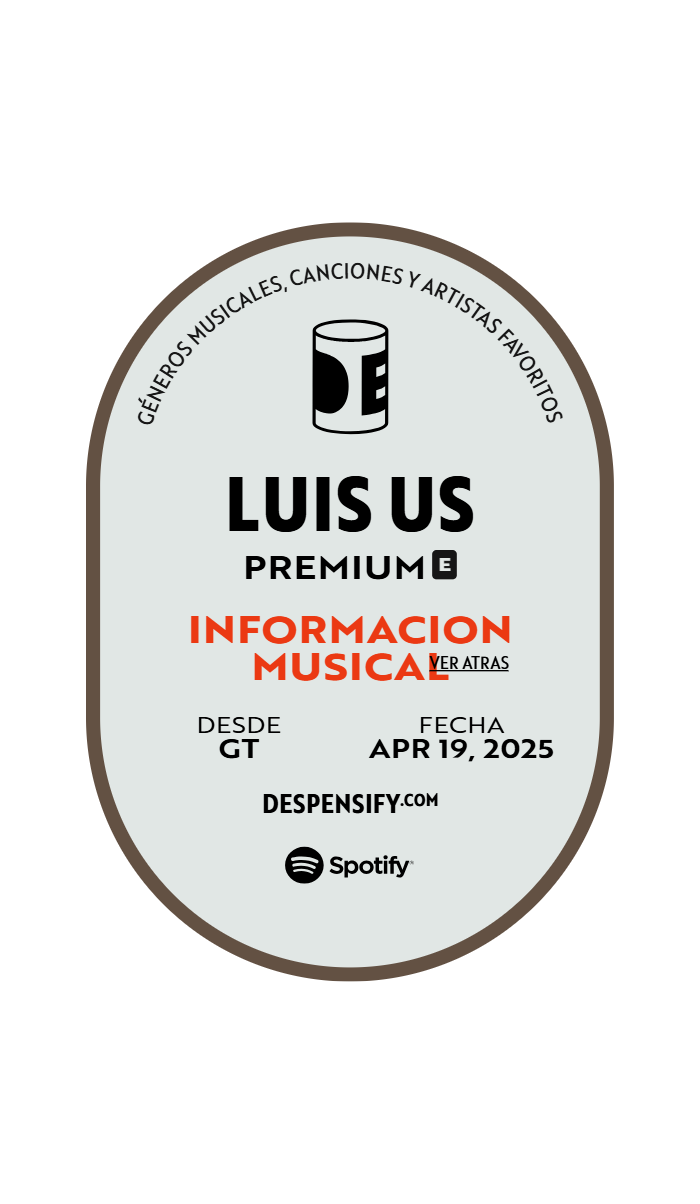 GÉNEROS MUSICALES, CANCIONES Y ARTISTAS FAVORITOS
DE
LUIS US
PREMIUM E
INFORMACION
MUSICAL
VER ATRAS
DESDE
GT
FECHA
APR 19, 2025
DESPENSIFY.COM
Spotify®